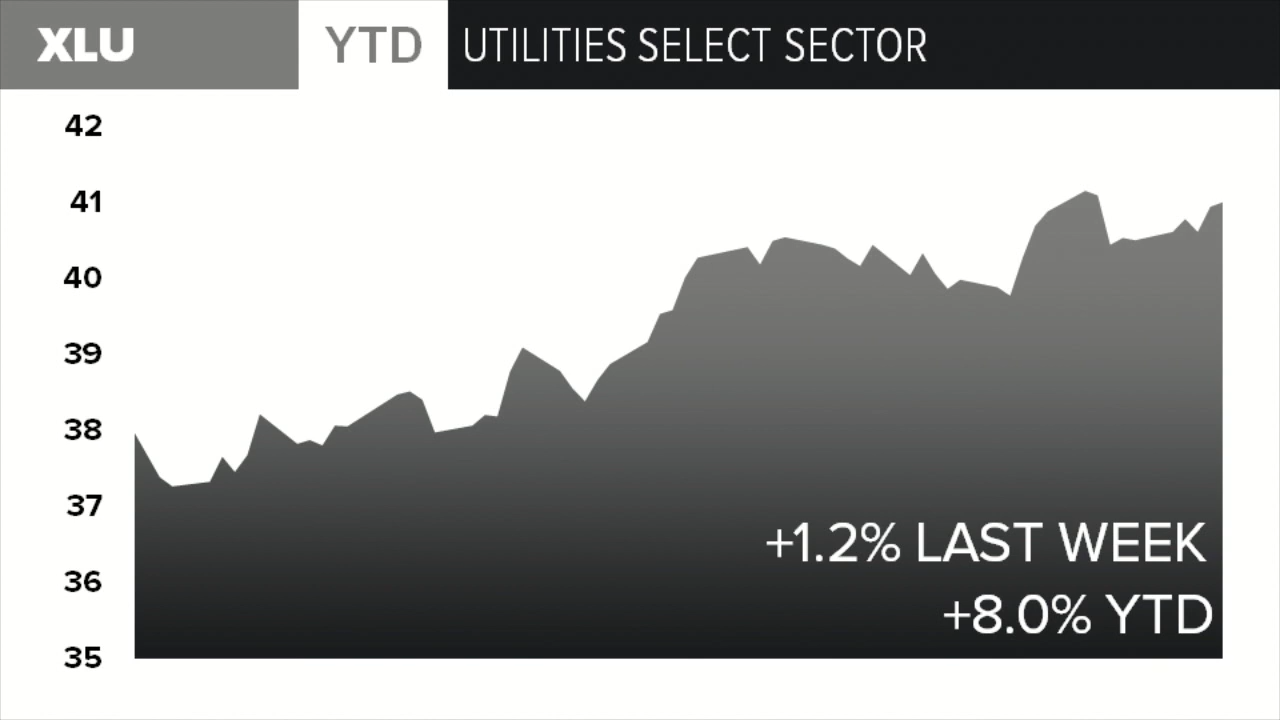 XLU YTD UTILITIES SELECT SECTOR
42
41
40
39
38
37
36
35
+1.2% LAST WEEK
+8.0% YTD